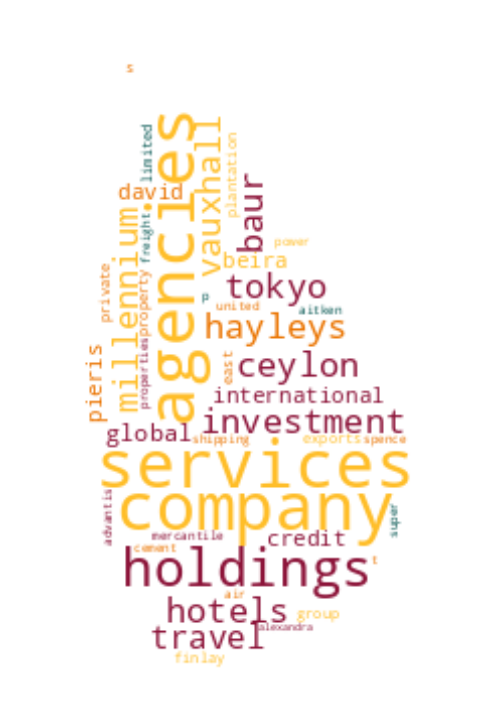 s
agencies
limited
vauxhall
plantation
david
baur
millennium
freight
power
beira
private
property
tokyo
p
united
aitken
hayleys
pieris
properties
east
ceylon
international
investment
global
shipping
exports
spence
services
advantis
company
super
mercantile
credit
cement
holdings
t
air
hotels
group
alexandra
travel
finlay